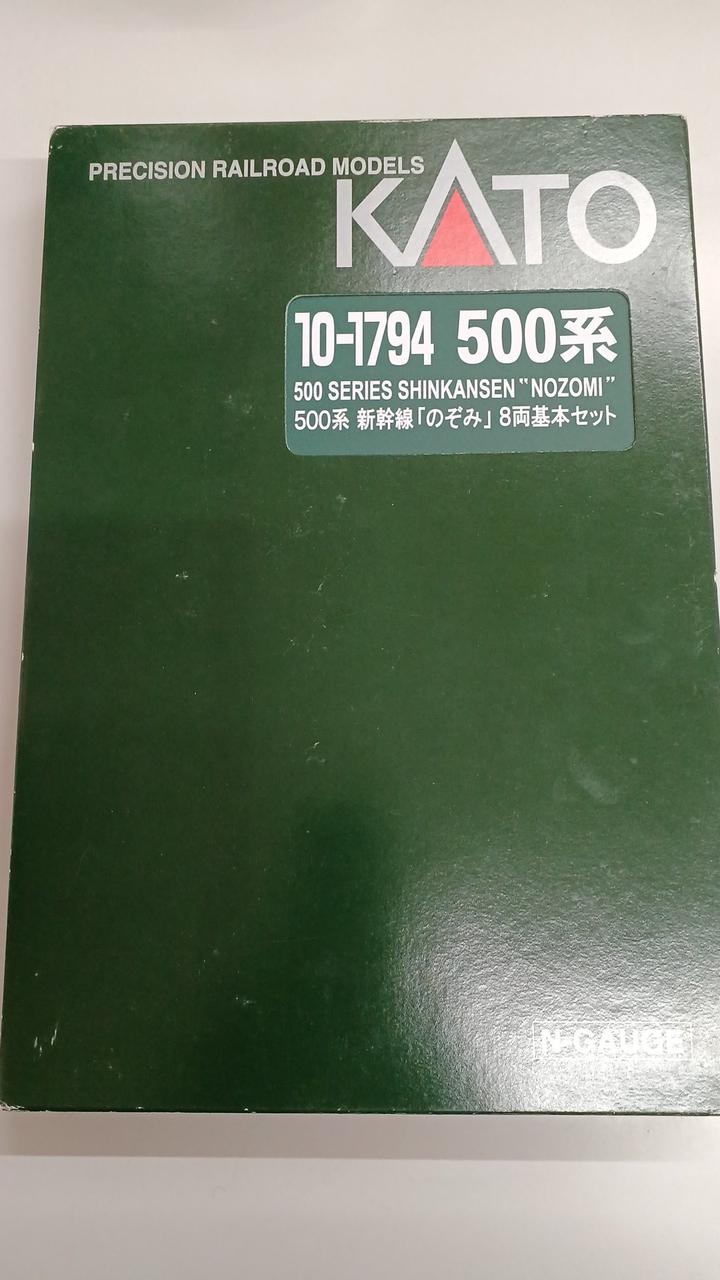 PRECISION RAILROAD MODELS
KATO
10-1794 500系
500 SERIES SHINKANSEN "NOZOMI"
500系 新幹線「のぞみ」 8両基本セット
N-GAUGE